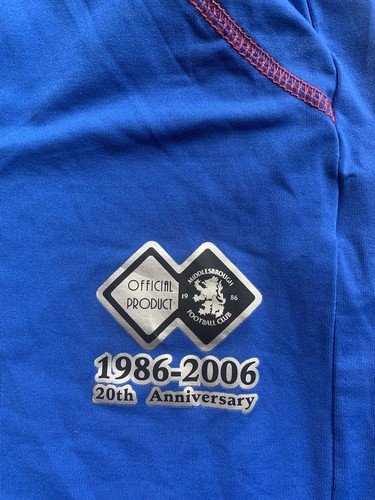 OFFICIAL
PRODUCT
MIDDLESBROUGH
19 86
FOOTBALL CLUB
1986-2006
20th Anniversary